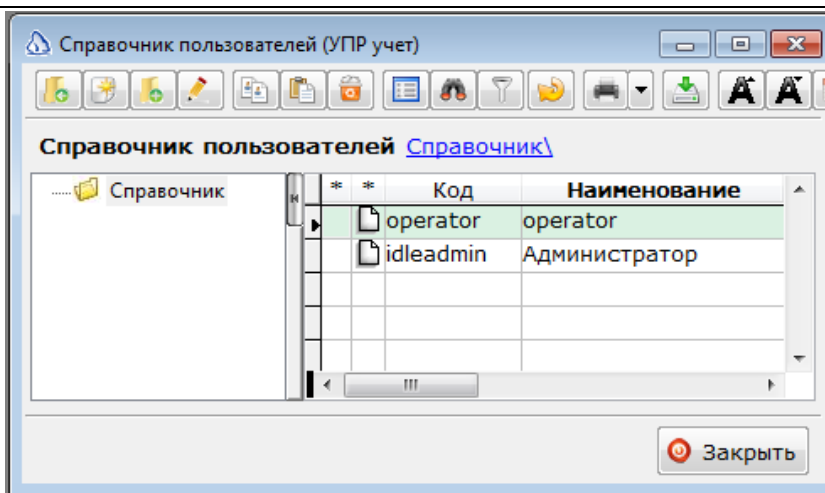 Справочник пользователей (УПР учет)
Справочник пользователей Справочник\
Справочник
* * Код Наименование
operator operator
idleadmin Администратор
Закрыть